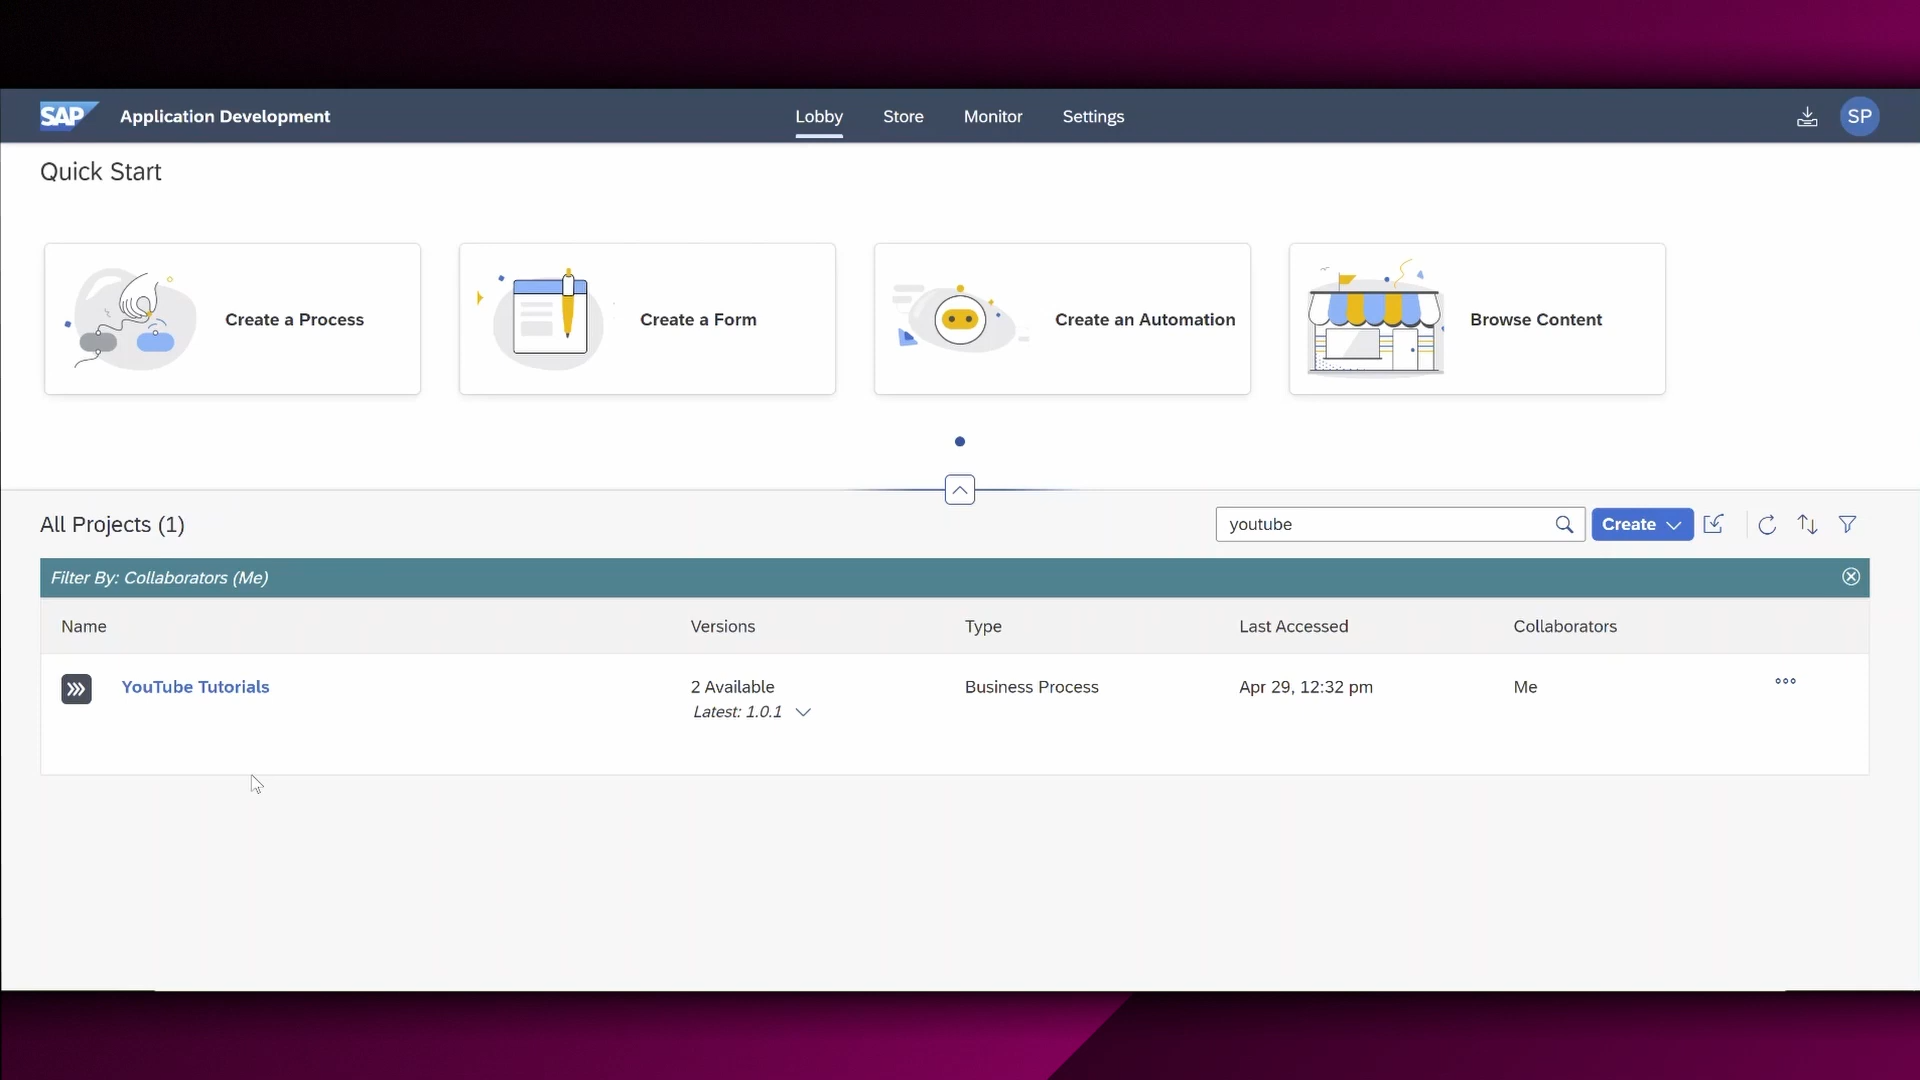 SAP Application Development Lobby Store Monitor Settings SP
Quick Start
Create a Process Create a Form Create an Automation Browse Content
All Projects (1) youtube Create
Filter By: Collaborators (Me)
Name Versions Type Last Accessed Collaborators
YouTube Tutorials 2 Available Business Process Apr 29, 12:32 pm Me
Latest: 1.0.1